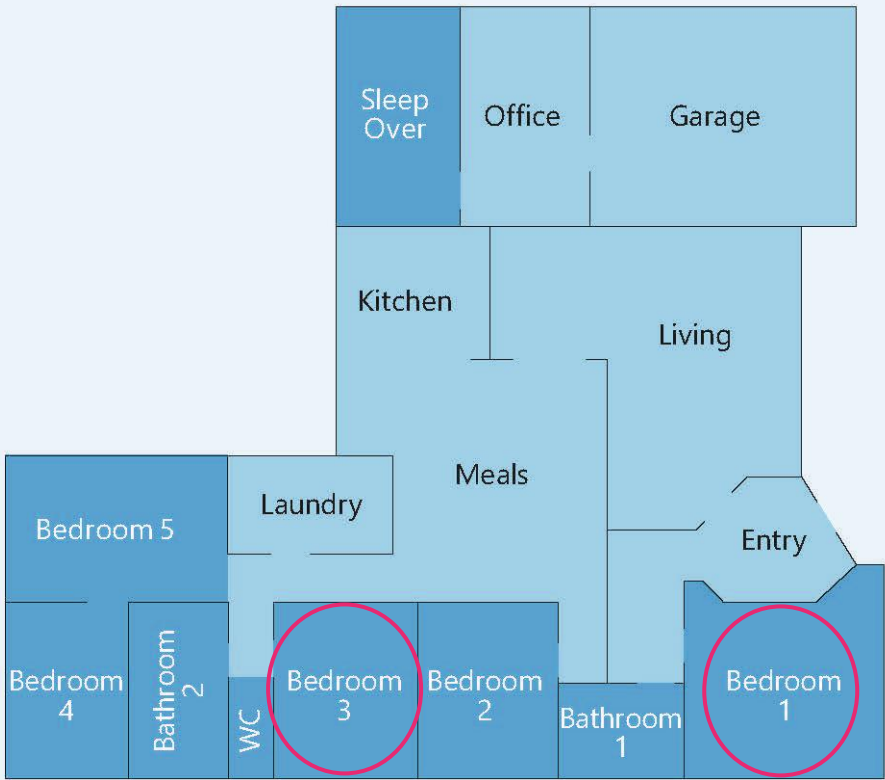 Sleep
Over
Office
Garage
Kitchen
Living
Meals
Laundry
Bedroom 5
Entry
Bedroom
4
Bathroom
2
WC
Bedroom
3
Bedroom
2
Bathroom
1
Bedroom
1